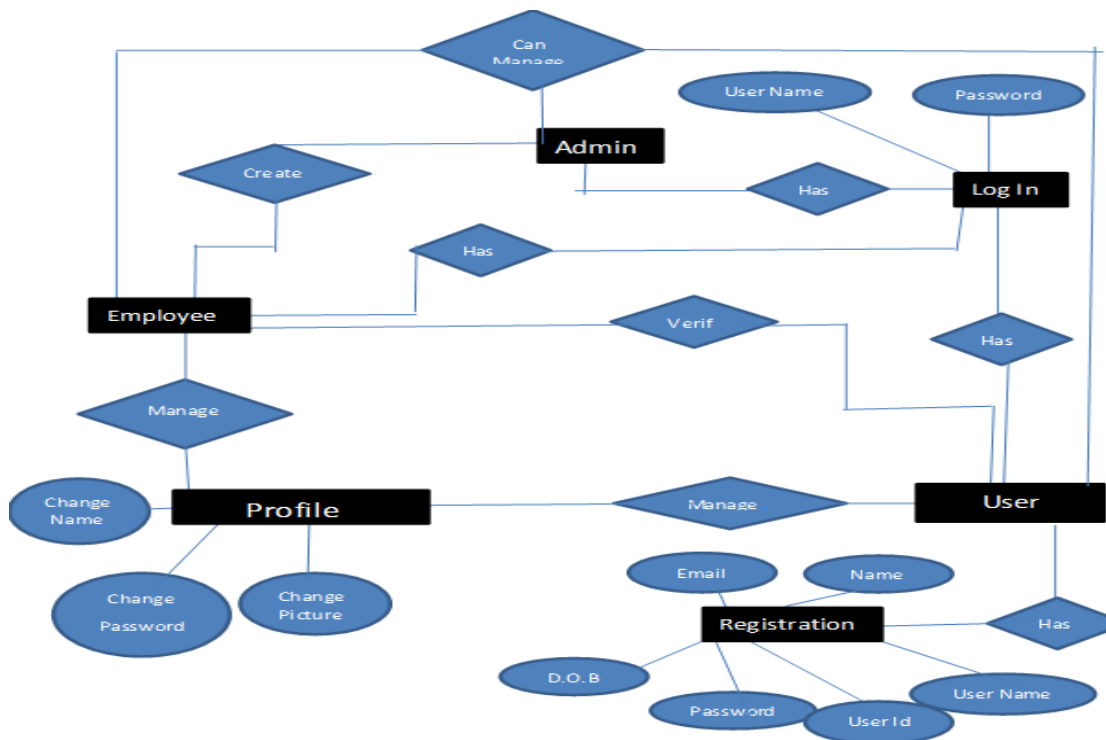 Can
Manage
User Name
Password
Admin
Create
Has
Log In
Has
Employee
Verif
Has
Manage
Change
Name
Profile
Manage
User
Email
Name
Change
Password
Change
Picture
Registration
Has
D.O.B
Password
User Id
User Name